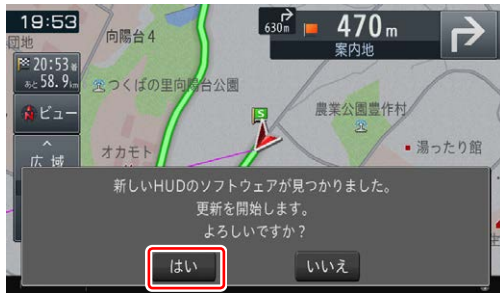 19:53
団地
向陽台4
630m
470m
案内地
20:53着
あと58.9km
つくばの里向陽台公園
ビュー
農業公園豊作村
広域
オカモト
湯ったり館
新しいHUDのソフトウェアが見つかりました。
更新を開始します。
よろしいですか？
はい
いいえ